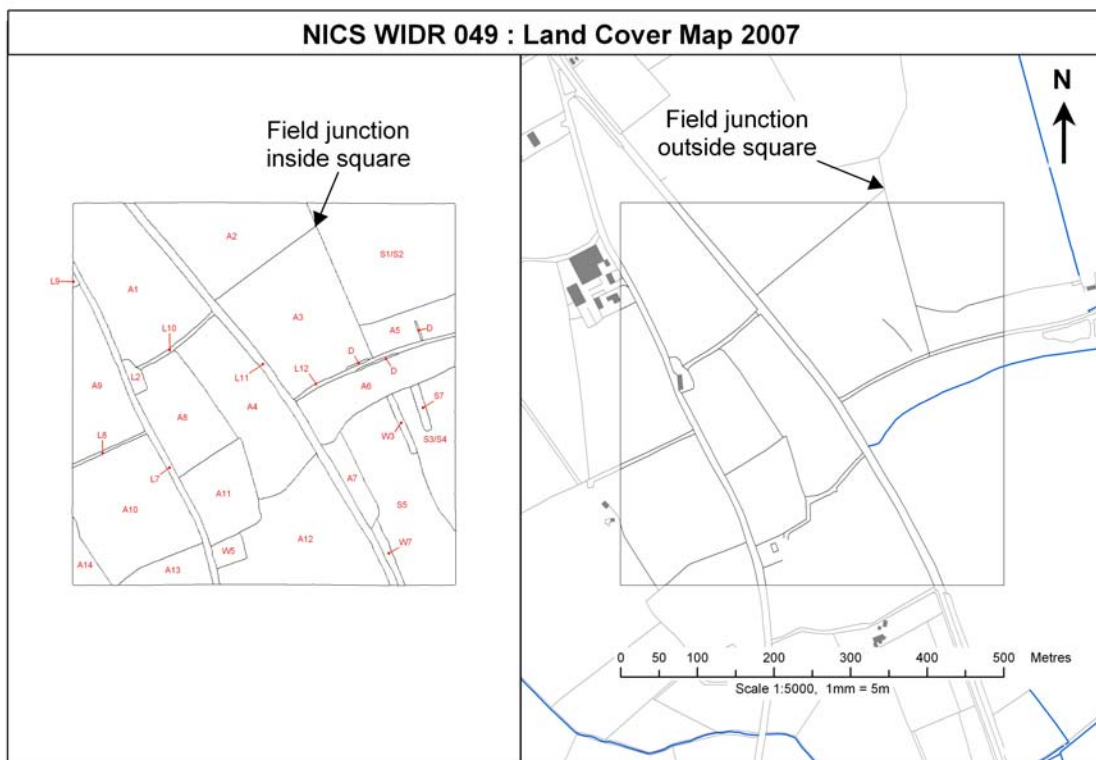 NICS WIDR 049 : Land Cover Map 2007
Field junction
inside square
A2
S1/S2
L9
A1
A3
L10
A5
D
D
L2
L11
L12
D
A9
A6
A8
A4
S7
W3
S3/S4
L8
L7
A7
A11
A10
S5
A12
W5
W7
A14
A13
Field junction
outside square
N
0 50 100 200 300 400 500 Metres
Scale 1:5000, 1mm = 5m